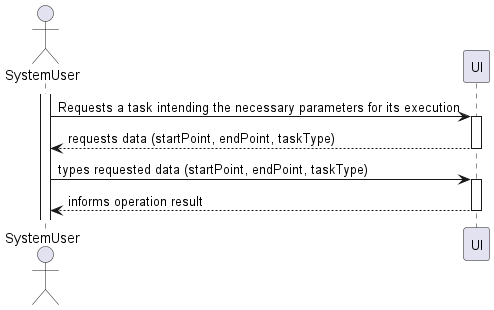 SystemUser
UI
Requests a task intending the necessary parameters for its execution
requests data (startPoint, endPoint, taskType)
types requested data (startPoint, endPoint, taskType)
informs operation result
SystemUser
UI